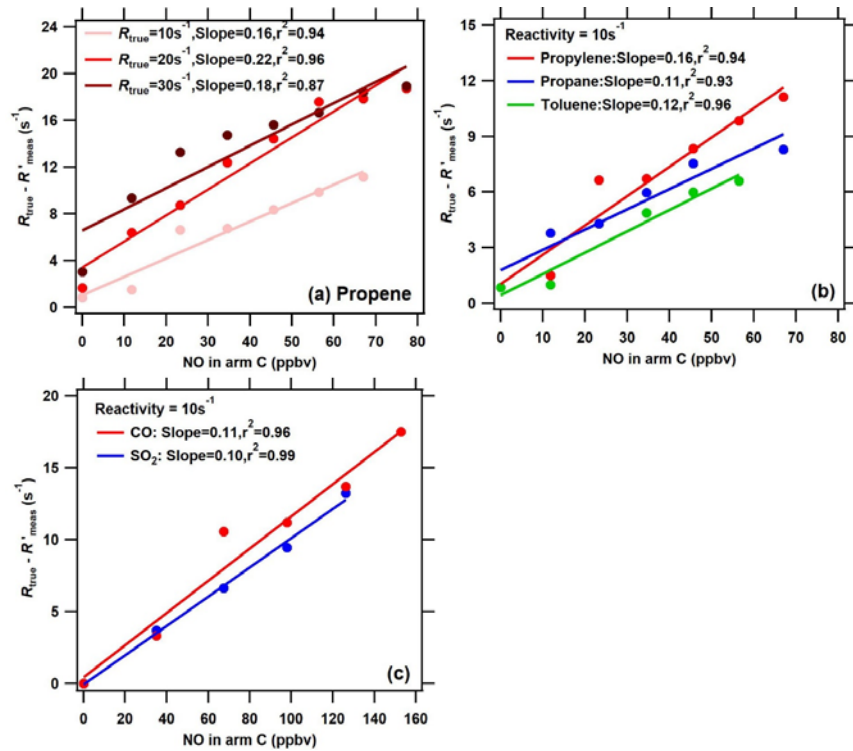 R_true=10s⁻¹,Slope=0.16,r²=0.94
R_true=20s⁻¹,Slope=0.22,r²=0.96
R_true=30s⁻¹,Slope=0.18,r²=0.87
24
20
16
12
8
4
0
R_true - R'_meas (s⁻¹)
(a) Propene
0 10 20 30 40 50 60 70 80
NO in arm C (ppbv)
Reactivity = 10s⁻¹
Propylene:Slope=0.16,r²=0.94
Propane:Slope=0.11,r²=0.93
Toluene:Slope=0.12,r²=0.96
15
12
9
6
3
0
R_true - R'_meas (s⁻¹)
(b)
0 10 20 30 40 50 60 70 80
NO in arm C (ppbv)
Reactivity = 10s⁻¹
CO: Slope=0.11,r²=0.96
SO₂: Slope=0.10,r²=0.99
20
15
10
5
0
R_true - R'_meas (s⁻¹)
(c)
0 20 40 60 80 100 120 140 160
NO in arm C (ppbv)